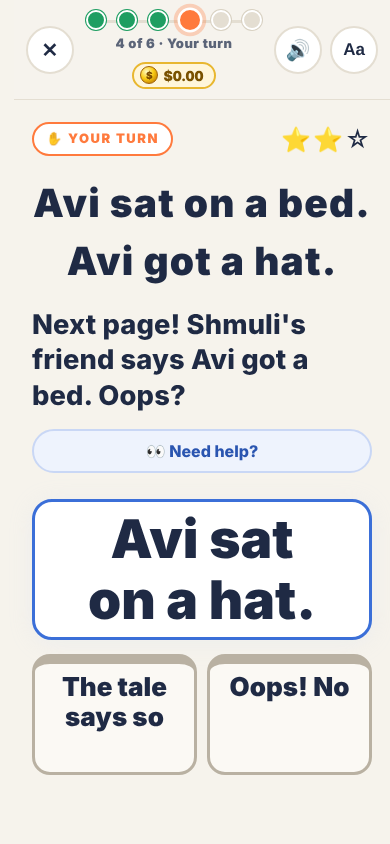 4 of 6 · Your turn
$ $0.00
Aa
YOUR TURN
Avi sat on a bed.
Avi got a hat.
Next page! Shmuli's
friend says Avi got a
bed. Oops?
Need help?
Avi sat
on a hat.
The tale
says so
Oops! No